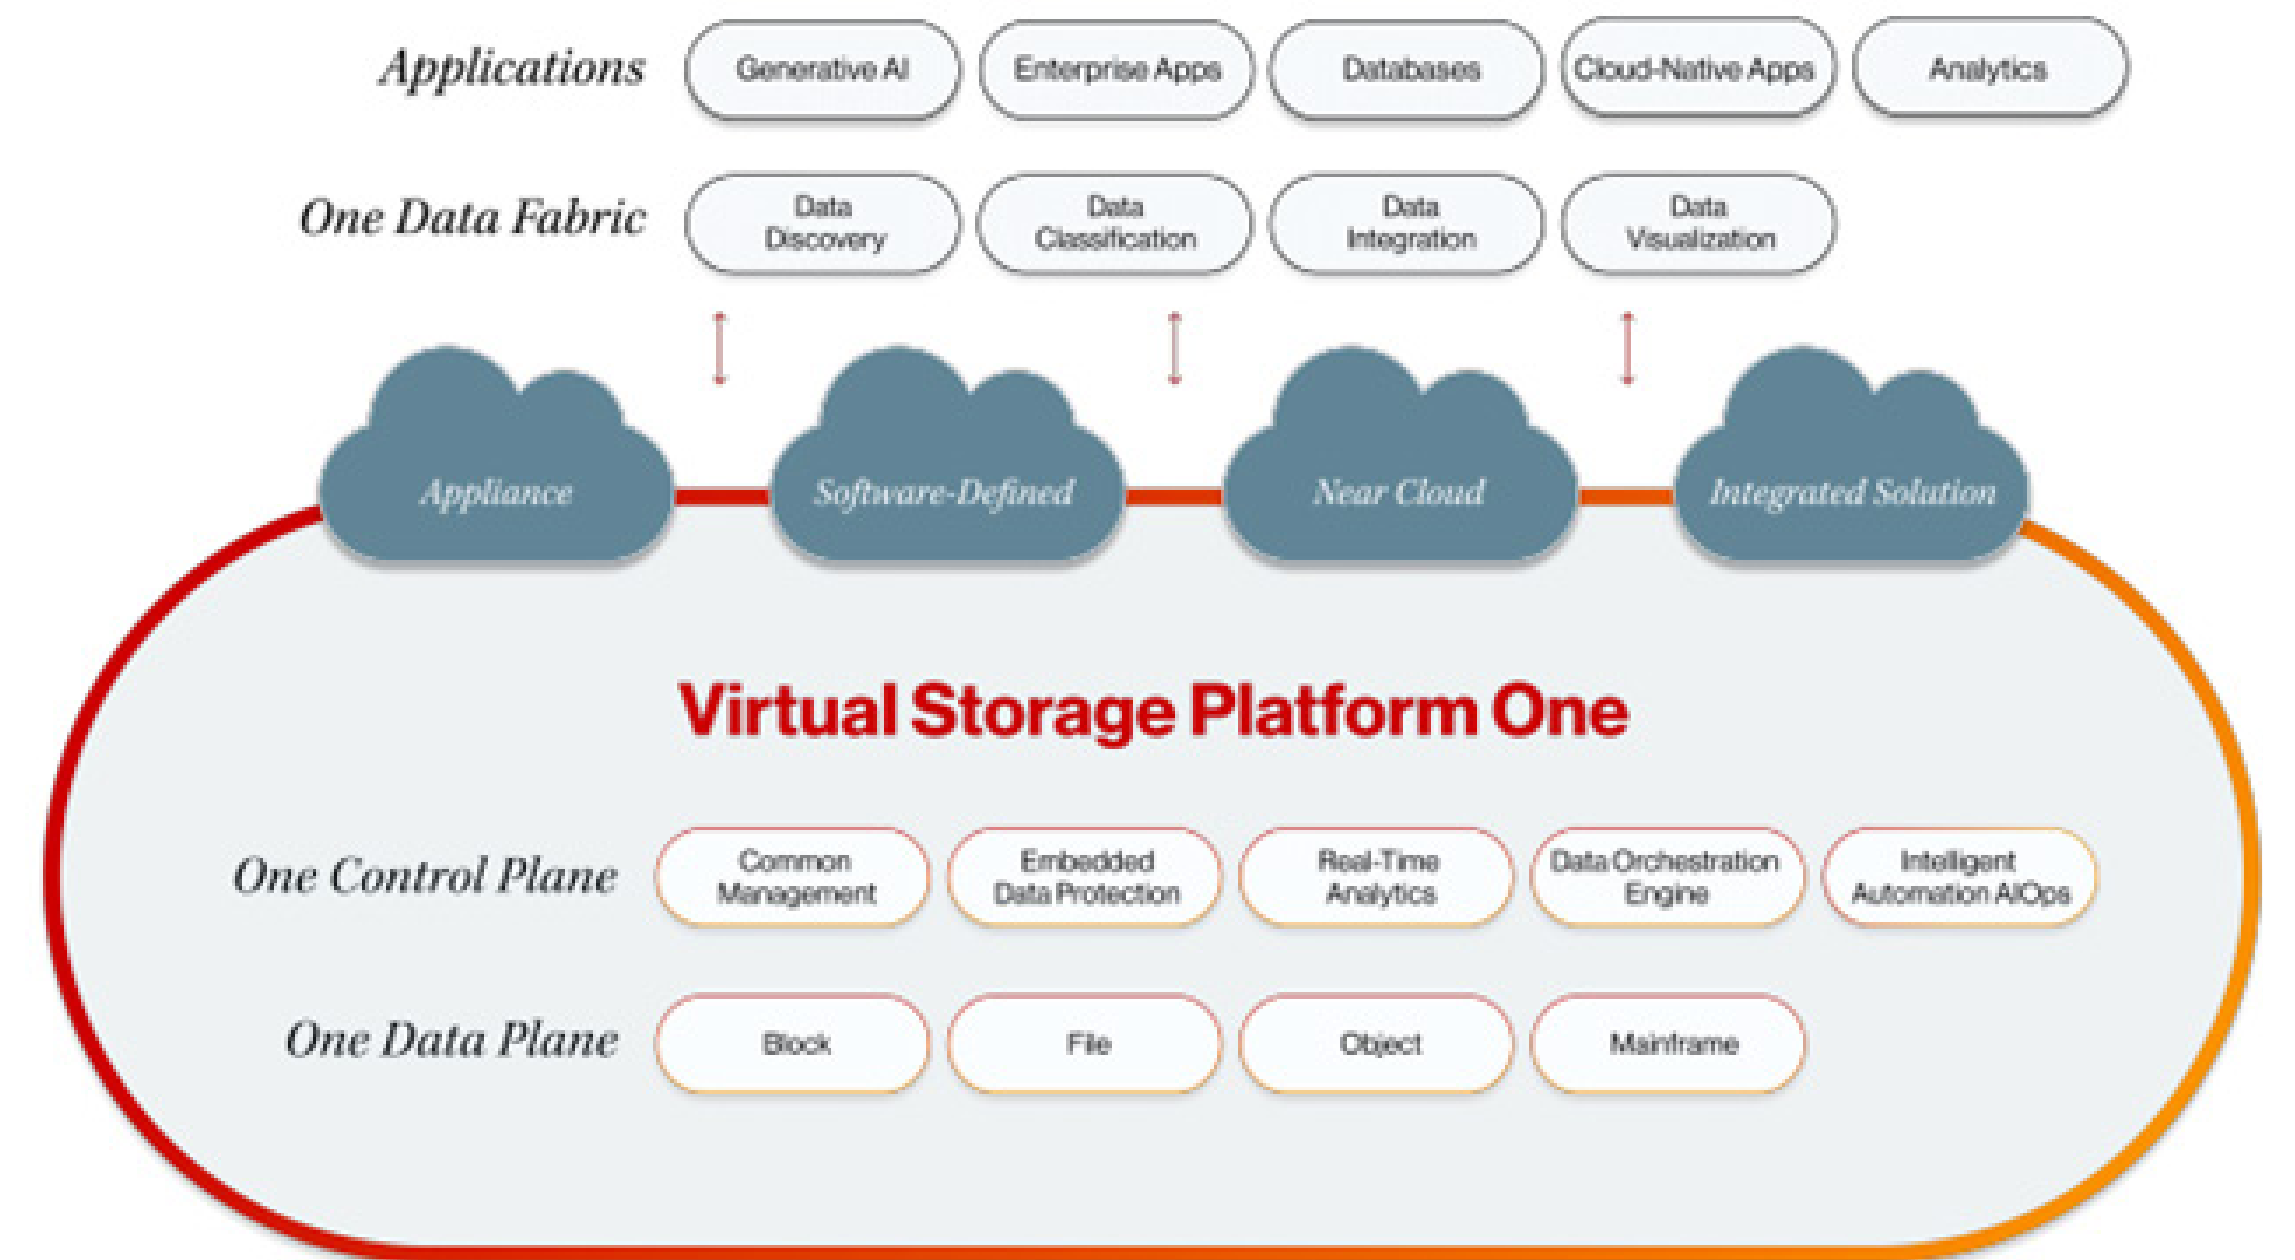 Applications
Generative AI
Enterprise Apps
Databases
Cloud-Native Apps
Analytics
One Data Fabric
Data
Discovery
Data
Classification
Data
Integration
Data
Visualization
Appliance
Software-Defined
Near Cloud
Integrated Solution
Virtual Storage Platform One
One Control Plane
Common
Management
Embedded
Data Protection
Real-Time
Analytics
Data Orchestration
Engine
Intelligent
Automation AIOps
One Data Plane
Block
File
Object
Mainframe